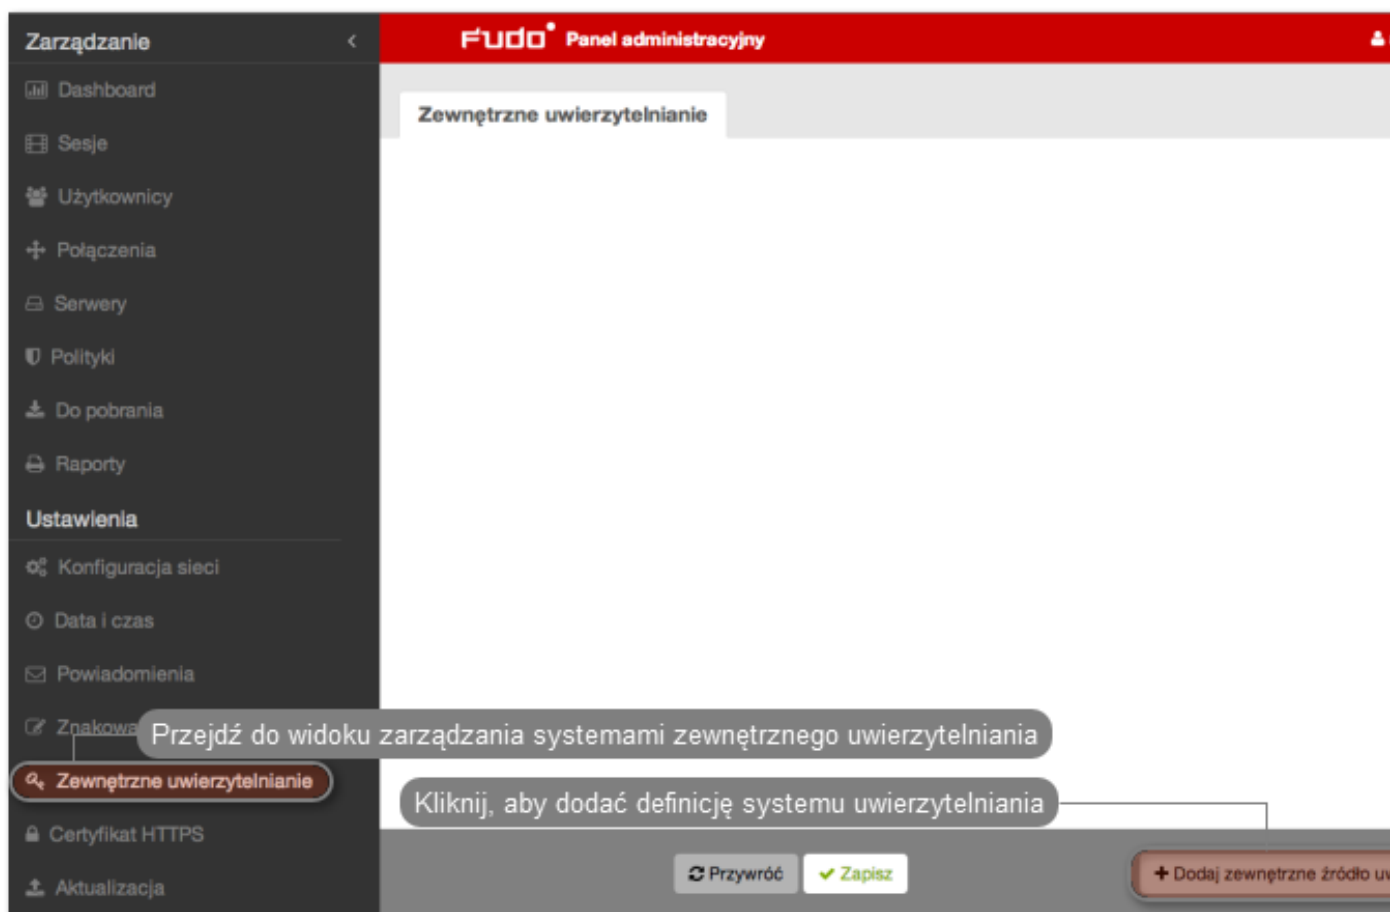 Zarządzanie
Fudo Panel administracyjny
Dashboard
Zewnętrzne uwierzytelnianie
Sesje
Użytkownicy
Połączenia
Serwery
Polityki
Do pobrania
Raporty
Ustawienia
Konfiguracja sieci
Data i czas
Powiadomienia
Znakowa
Przejdź do widoku zarządzania systemami zewnętrznego uwierzytelniania
Zewnętrzne uwierzytelnianie
Kliknij, aby dodać definicję systemu uwierzytelniania
Certyfikat HTTPS
Przywróć
Zapisz
Dodaj zewnętrzne źródło uw
Aktualizacja